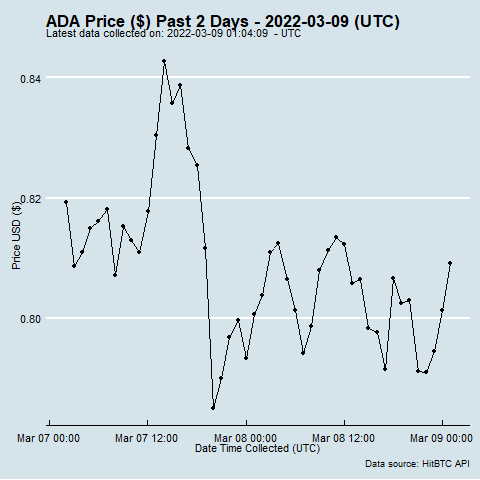 ADA Price ($) Past 2 Days - 2022-03-09 (UTC)
Latest data collected on: 2022-03-09 01:04:09 - UTC
0.84
0.82
0.80
Price USD ($)
Mar 07 00:00 Mar 07 12:00 Mar 08 00:00 Mar 08 12:00 Mar 09 00:00
Date Time Collected (UTC)
Data source: HitBTC API